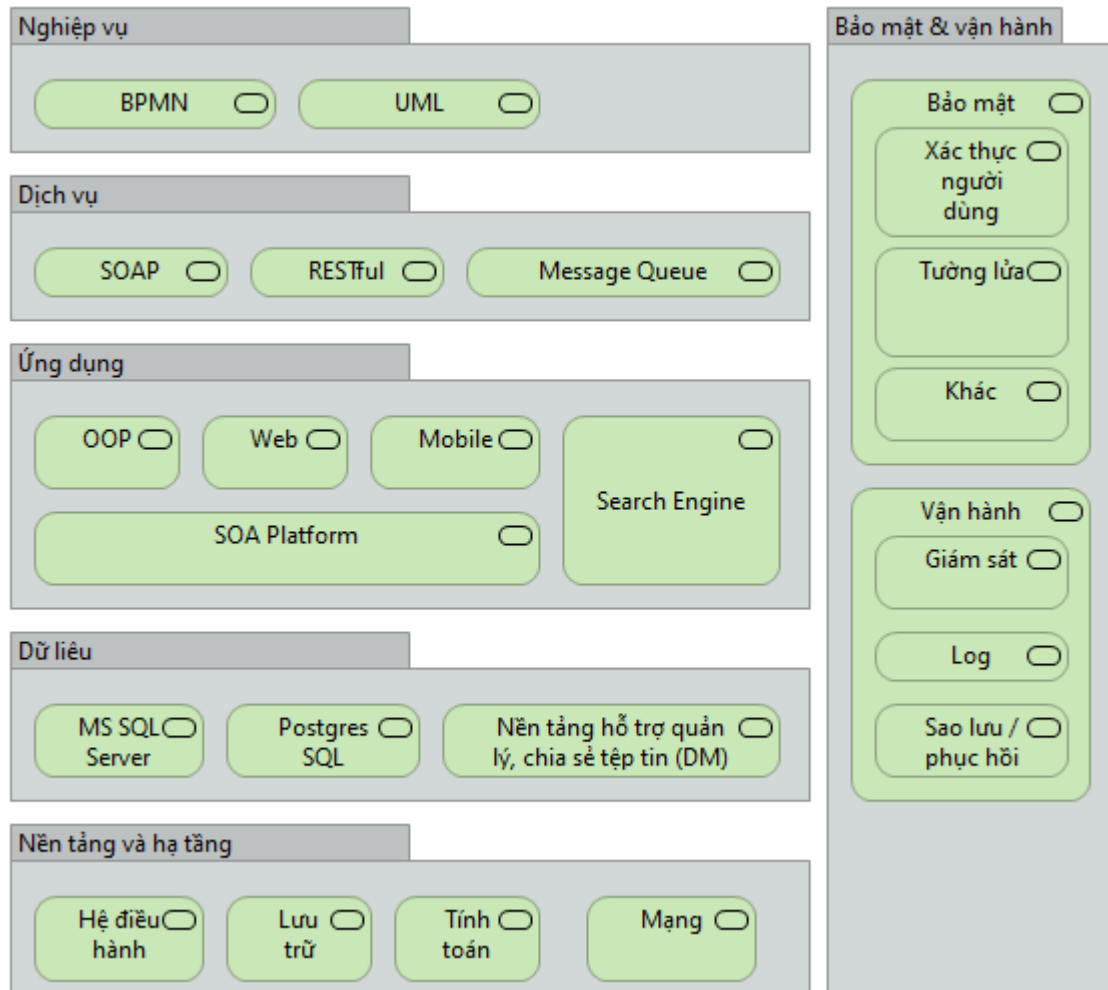 Nghiệp vụ
BPMN
UML
Dịch vụ
SOAP
RESTful
Message Queue
Ứng dụng
OOP
Web
Mobile
Search Engine
SOA Platform
Dữ liêu
MS SQL
Server
Postgres
SQL
Nền tảng hỗ trợ quản
lý, chia sẻ tệp tin (DM)
Nền tảng và hạ tầng
Hệ điều
hành
Lưu
trữ
Tính
toán
Mạng
Bảo mật & vận hành
Bảo mật
Xác thực
người
dùng
Tường lửa
Khác
Vận hành
Giám sát
Log
Sao lưu /
phục hồi